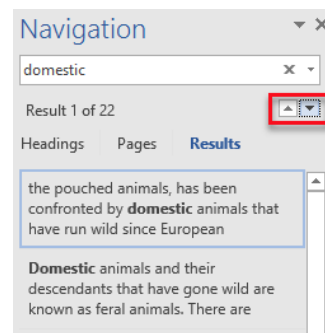 Navigation
domestic
Result 1 of 22
Headings Pages Results
the pouched animals, has been
confronted by domestic animals that
have run wild since European
Domestic animals and their
descendants that have gone wild are
known as feral animals. There are